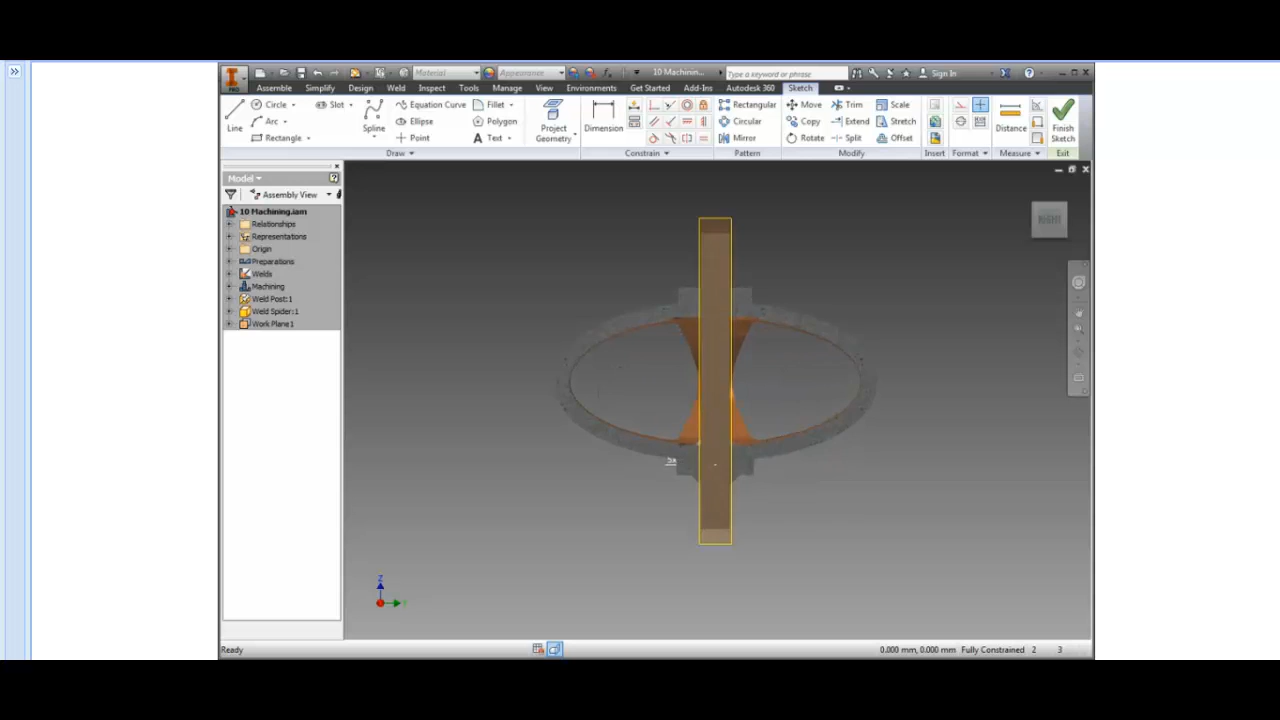 Material
Appearance
10 Machinin...
Type a keyword or phrase
Sign In
PRO
Assemble Simplify Design Weld Inspect Tools Manage View Environments Get Started Add-Ins Autodesk 360 Sketch
Line
Circle
Arc
Rectangle
Slot
Spline
Equation Curve
Ellipse
Point
Fillet
Polygon
Text
Project Geometry
Dimension
Rectangular
Circular
Mirror
Move
Copy
Rotate
Trim
Extend
Split
Scale
Stretch
Offset
Distance
Finish Sketch
Draw Constrain Pattern Modify Insert Format Measure Exit
Model
Assembly View
10 Machining.iam
Relationships
Representations
Origin
Preparations
Welds
Machining
Weld Post:1
Weld Spider:1
Work Plane1
RIGHT
Z
Ready
0.000 mm, 0.000 mm Fully Constrained 2 3